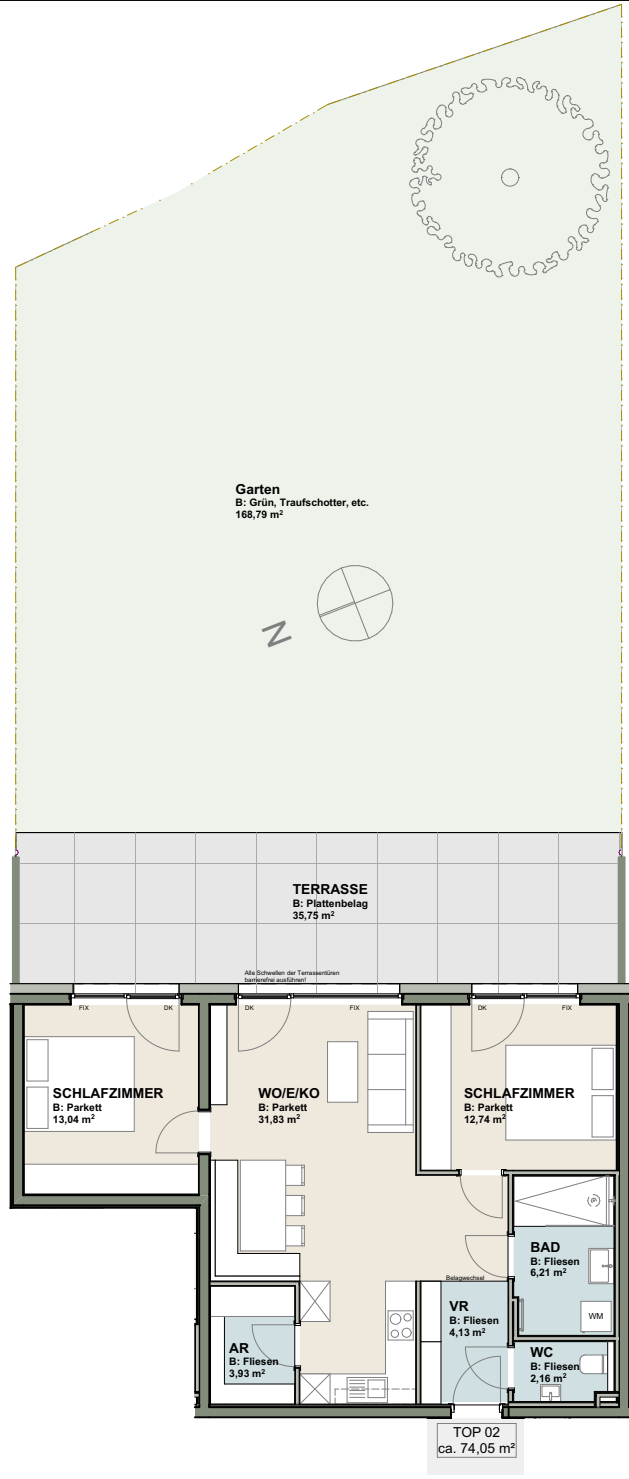 Garten
B: Grün, Traufschotter, etc.
168,79 m²
N
TERRASSE
B: Plattenbelag
35,75 m²
Alle Schwellen der Terrassentüren
barrierefrei ausführen!
FIX
DK
DK
FIX
DK
FIX
SCHLAFZIMMER
B: Parkett
13,04 m²
WO/E/KO
B: Parkett
31,83 m²
SCHLAFZIMMER
B: Parkett
12,74 m²
BAD
B: Fliesen
6,21 m²
WM
Belagwechsel
VR
B: Fliesen
4,13 m²
AR
B: Fliesen
3,93 m²
WC
B: Fliesen
2,16 m²
TOP 02
ca. 74,05 m²